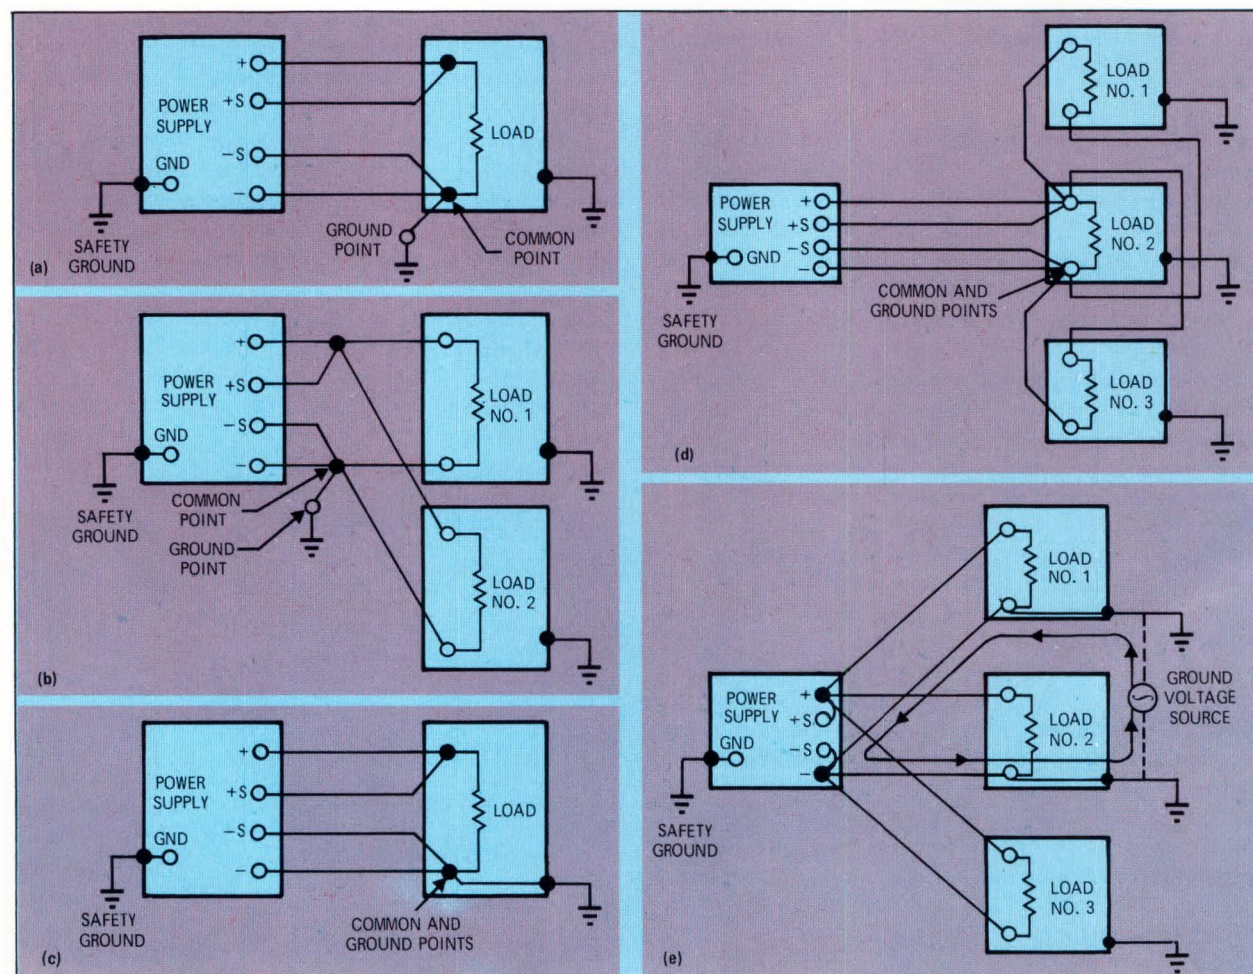 +
POWER
SUPPLY
+S
−S
GND
−
LOAD
SAFETY
GROUND
GROUND
POINT
COMMON
POINT
(a)
+
POWER
SUPPLY
+S
−S
GND
−
LOAD
NO. 1
COMMON
POINT
SAFETY
GROUND
GROUND
POINT
LOAD
NO. 2
(b)
+
POWER
SUPPLY
+S
−S
GND
−
LOAD
SAFETY
GROUND
COMMON AND
GROUND POINTS
(c)
LOAD
NO. 1
POWER
SUPPLY
+
+S
−S
GND
−
LOAD
NO. 2
COMMON AND
GROUND POINTS
SAFETY
GROUND
LOAD
NO. 3
(d)
LOAD
NO. 1
POWER
SUPPLY
+
+S
−S
GND
−
LOAD
NO. 2
GROUND
VOLTAGE
SOURCE
SAFETY
GROUND
LOAD
NO. 3
(e)